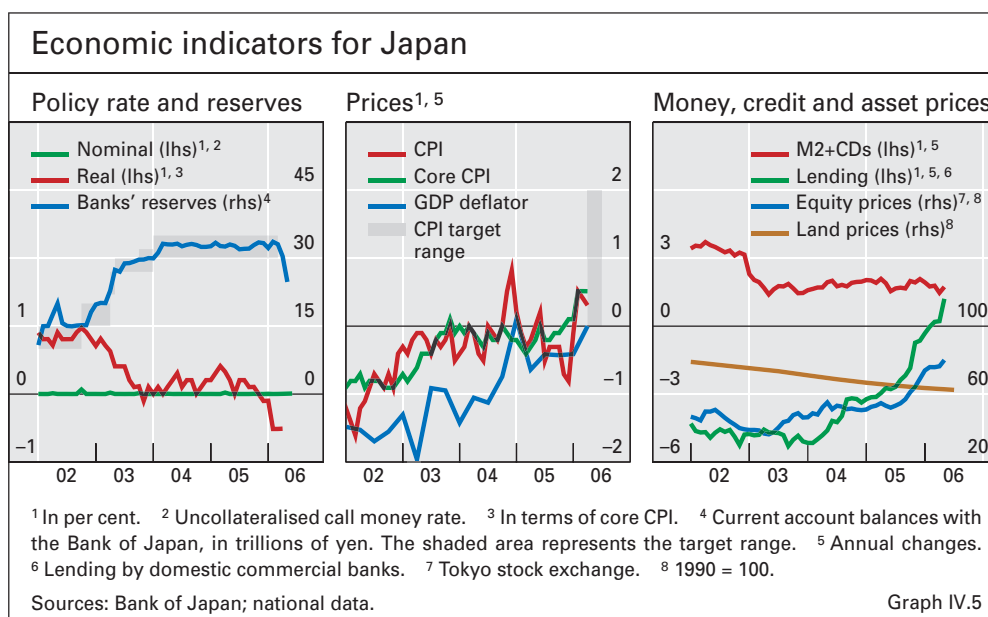 Economic indicators for Japan
Policy rate and reserves
Nominal (lhs)1, 2
Real (lhs)1, 3
Banks’ reserves (rhs)4
45
30
1
15
0
0
–1
02
03
04
05
06
Prices1, 5
CPI
Core CPI
GDP deflator
CPI target
range
2
1
0
–1
–2
02
03
04
05
06
Money, credit and asset prices
M2+CDs (lhs)1, 5
Lending (lhs)1, 5, 6
Equity prices (rhs)7, 8
Land prices (rhs)8
3
0
100
–3
60
–6
20
02
03
04
05
06
1 In per cent. 2 Uncollateralised call money rate. 3 In terms of core CPI. 4 Current account balances with
the Bank of Japan, in trillions of yen. The shaded area represents the target range. 5 Annual changes.
6 Lending by domestic commercial banks. 7 Tokyo stock exchange. 8 1990 = 100.
Sources: Bank of Japan; national data.
Graph IV.5